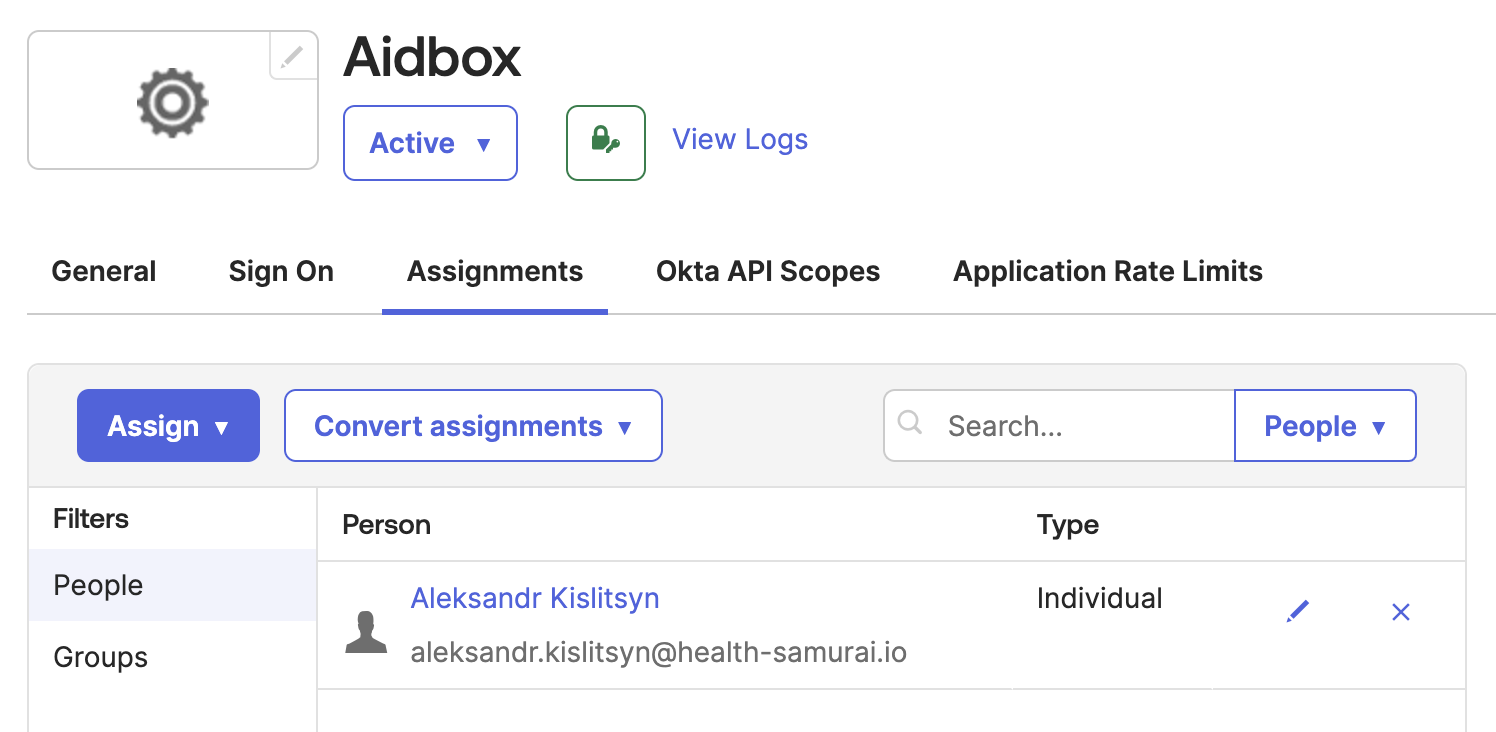 Aidbox
Active ▼
View Logs
General Sign On Assignments Okta API Scopes Application Rate Limits
Assign ▼ Convert assignments ▼ Search... People ▼
Filters
Person Type
People
Aleksandr Kislitsyn Individual
aleksandr.kislitsyn@health-samurai.io
Groups